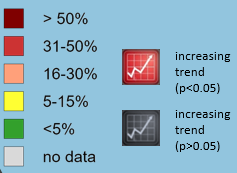 > 50%
31-50%
16-30%
5-15%
<5%
no data
increasing
trend
(p<0.05)
increasing
trend
(p>0.05)